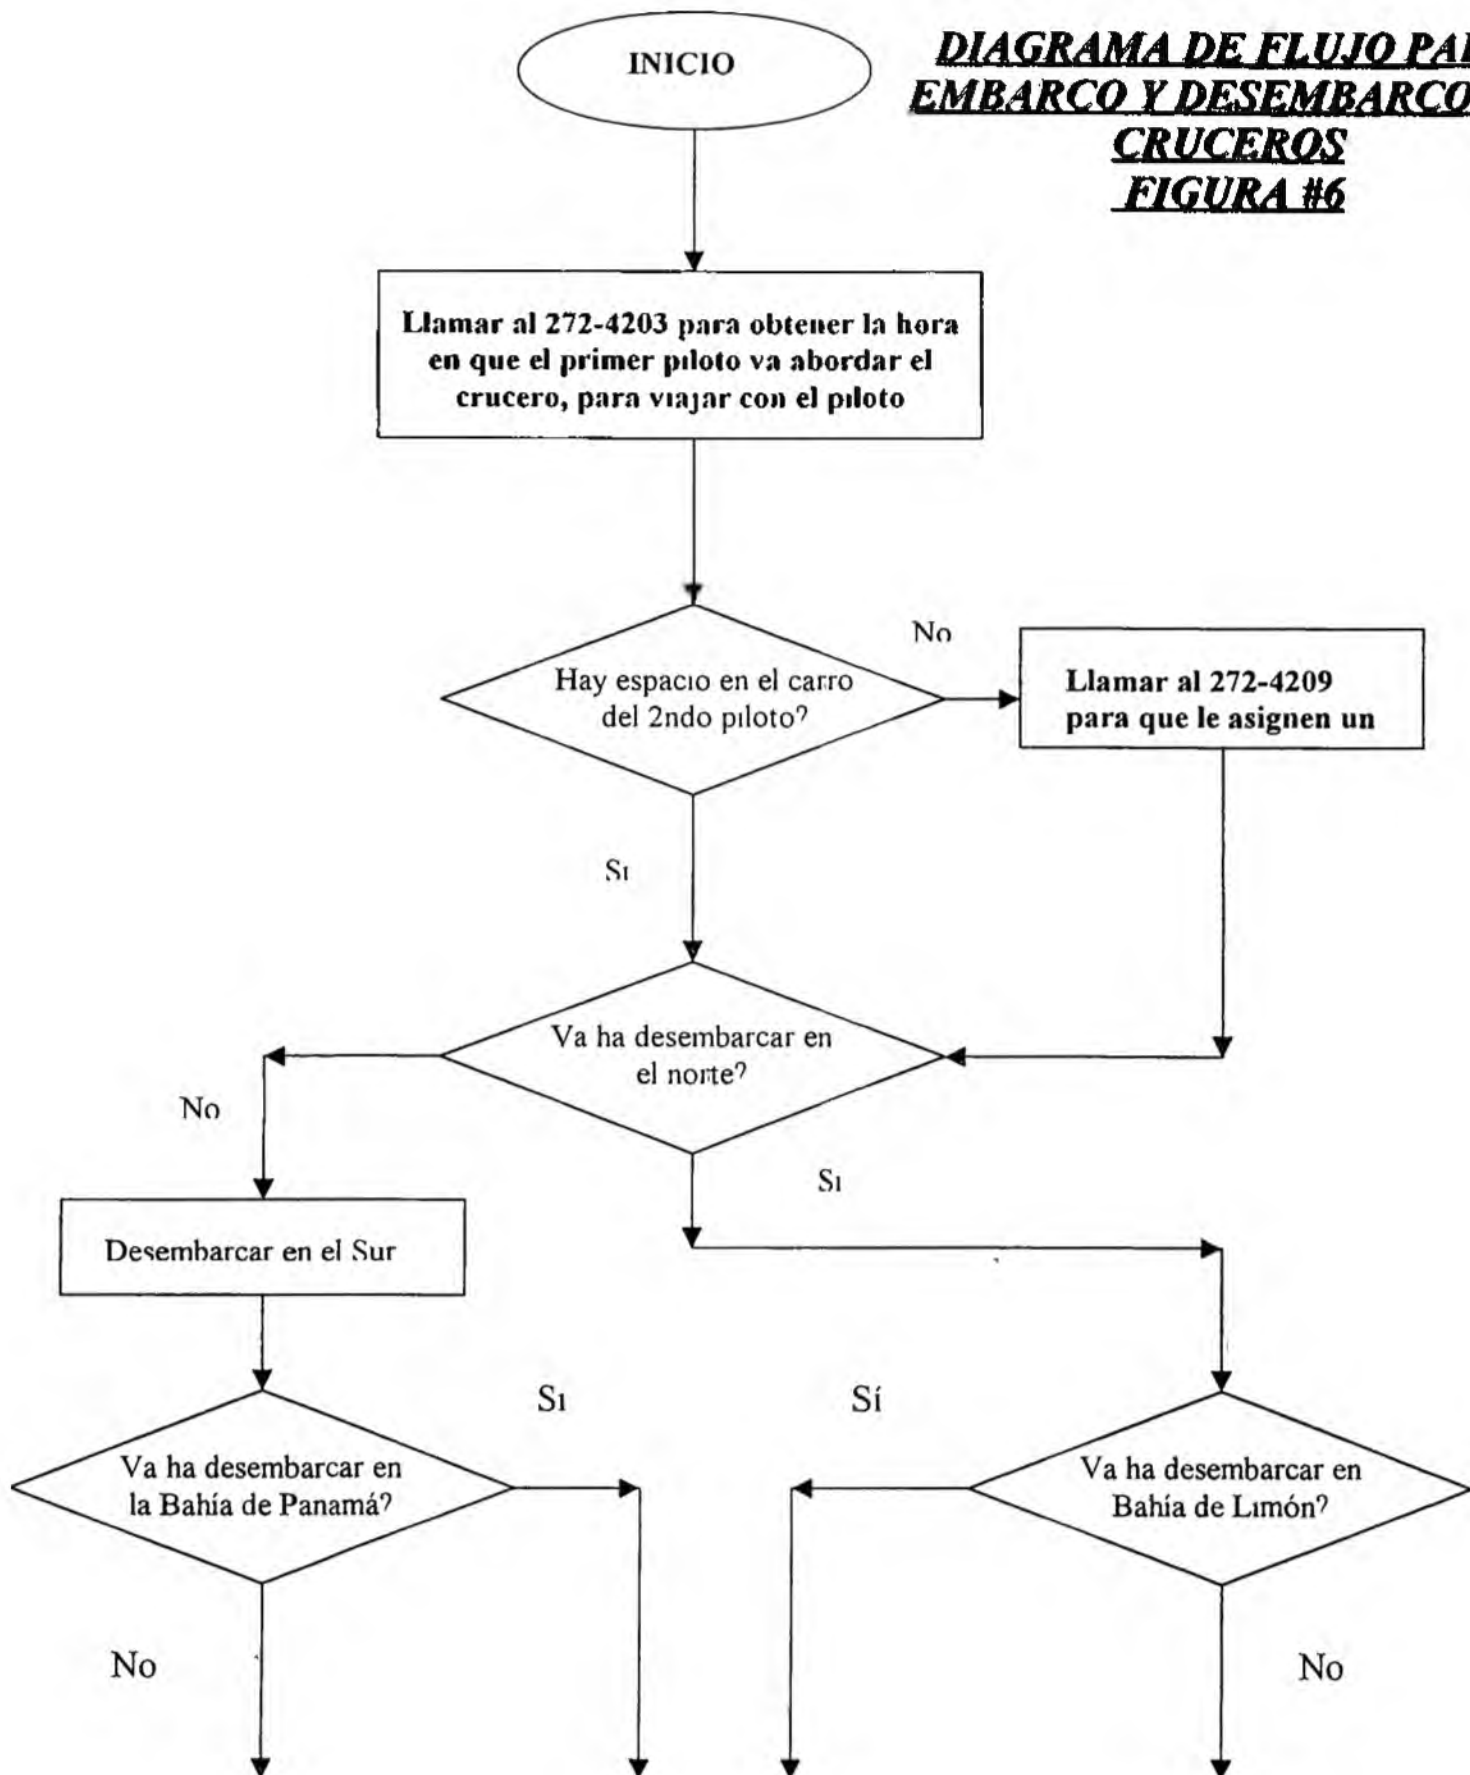 INICIO
DIAGRAMA DE FLUJO
EMBARCO Y DESEMBARCO
CRUCEROS
FIGURA #6
Llamar al 272-4203 para obtener la hora
en que el primer piloto va abordar el
crucero, para viajar con el piloto
Hay espacio en el carro
del 2ndo piloto?
No
Llamar al 272-4209
para que le asignen un
Si
Va ha desembarcar en
el norte?
No
Si
Desembarcar en el Sur
Si
Sí
Va ha desembarcar en
la Bahía de Panamá?
Va ha desembarcar en
Bahía de Limón?
No
No